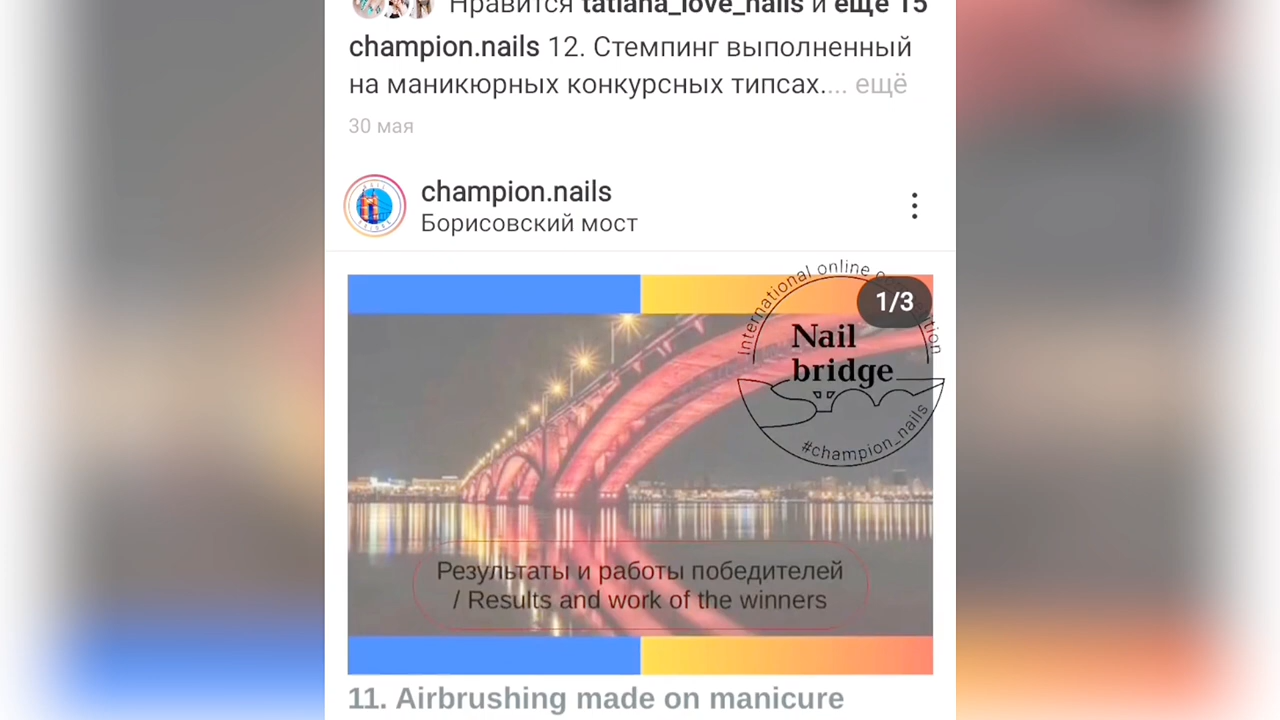 Нравится tatiana_love_nails и ещё 15
champion.nails 12. Стемпинг выполненный
на маникюрных конкурсных типсах.... ещё
30 мая
champion.nails
Борисовский мост
1/3
International online
Nail
bridge
#champion_nails
Результаты и работы победителей
/ Results and work of the winners
11. Airbrushing made on manicure